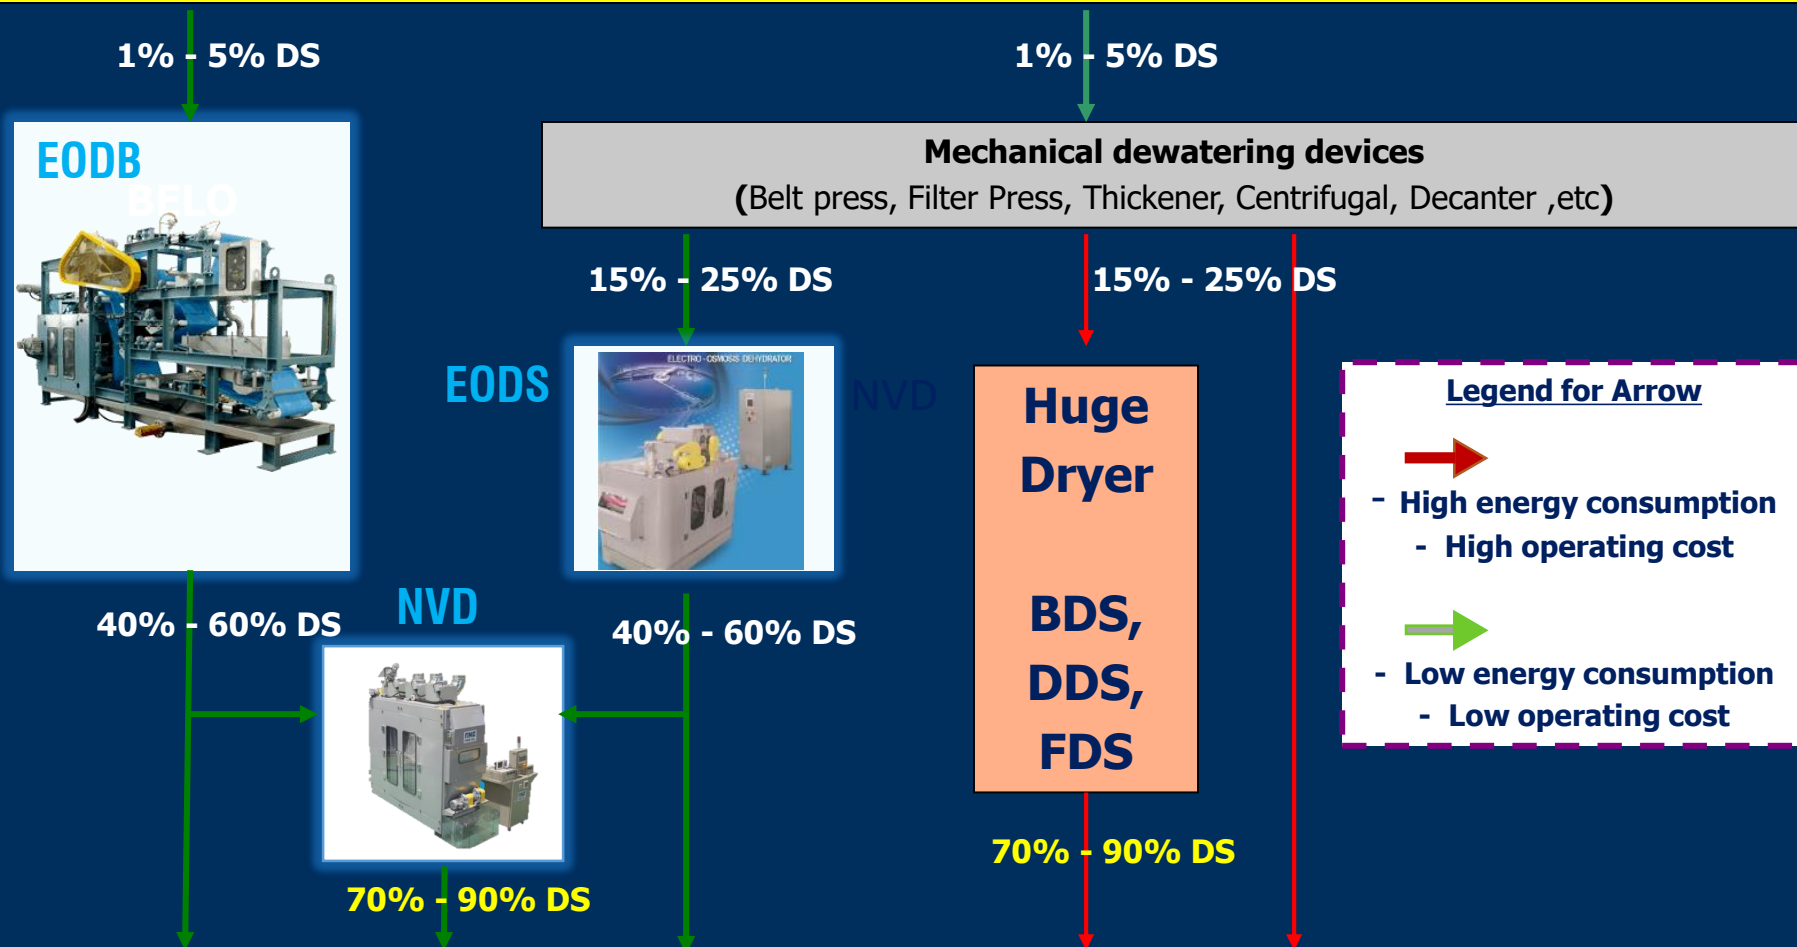 1% - 5% DS
1% - 5% DS
EODB
BELO
Mechanical dewatering devices
(Belt press, Filter Press, Thickener, Centrifugal, Decanter ,etc)
15% - 25% DS
15% - 25% DS
ELECTRO - OSMOSIS DEHYDRATOR
EODS
NVD
Huge
Dryer
BDS,
DDS,
FDS
Legend for Arrow
- High energy consumption
- High operating cost
- Low energy consumption
- Low operating cost
40% - 60% DS
NVD
40% - 60% DS
70% - 90% DS
70% - 90% DS